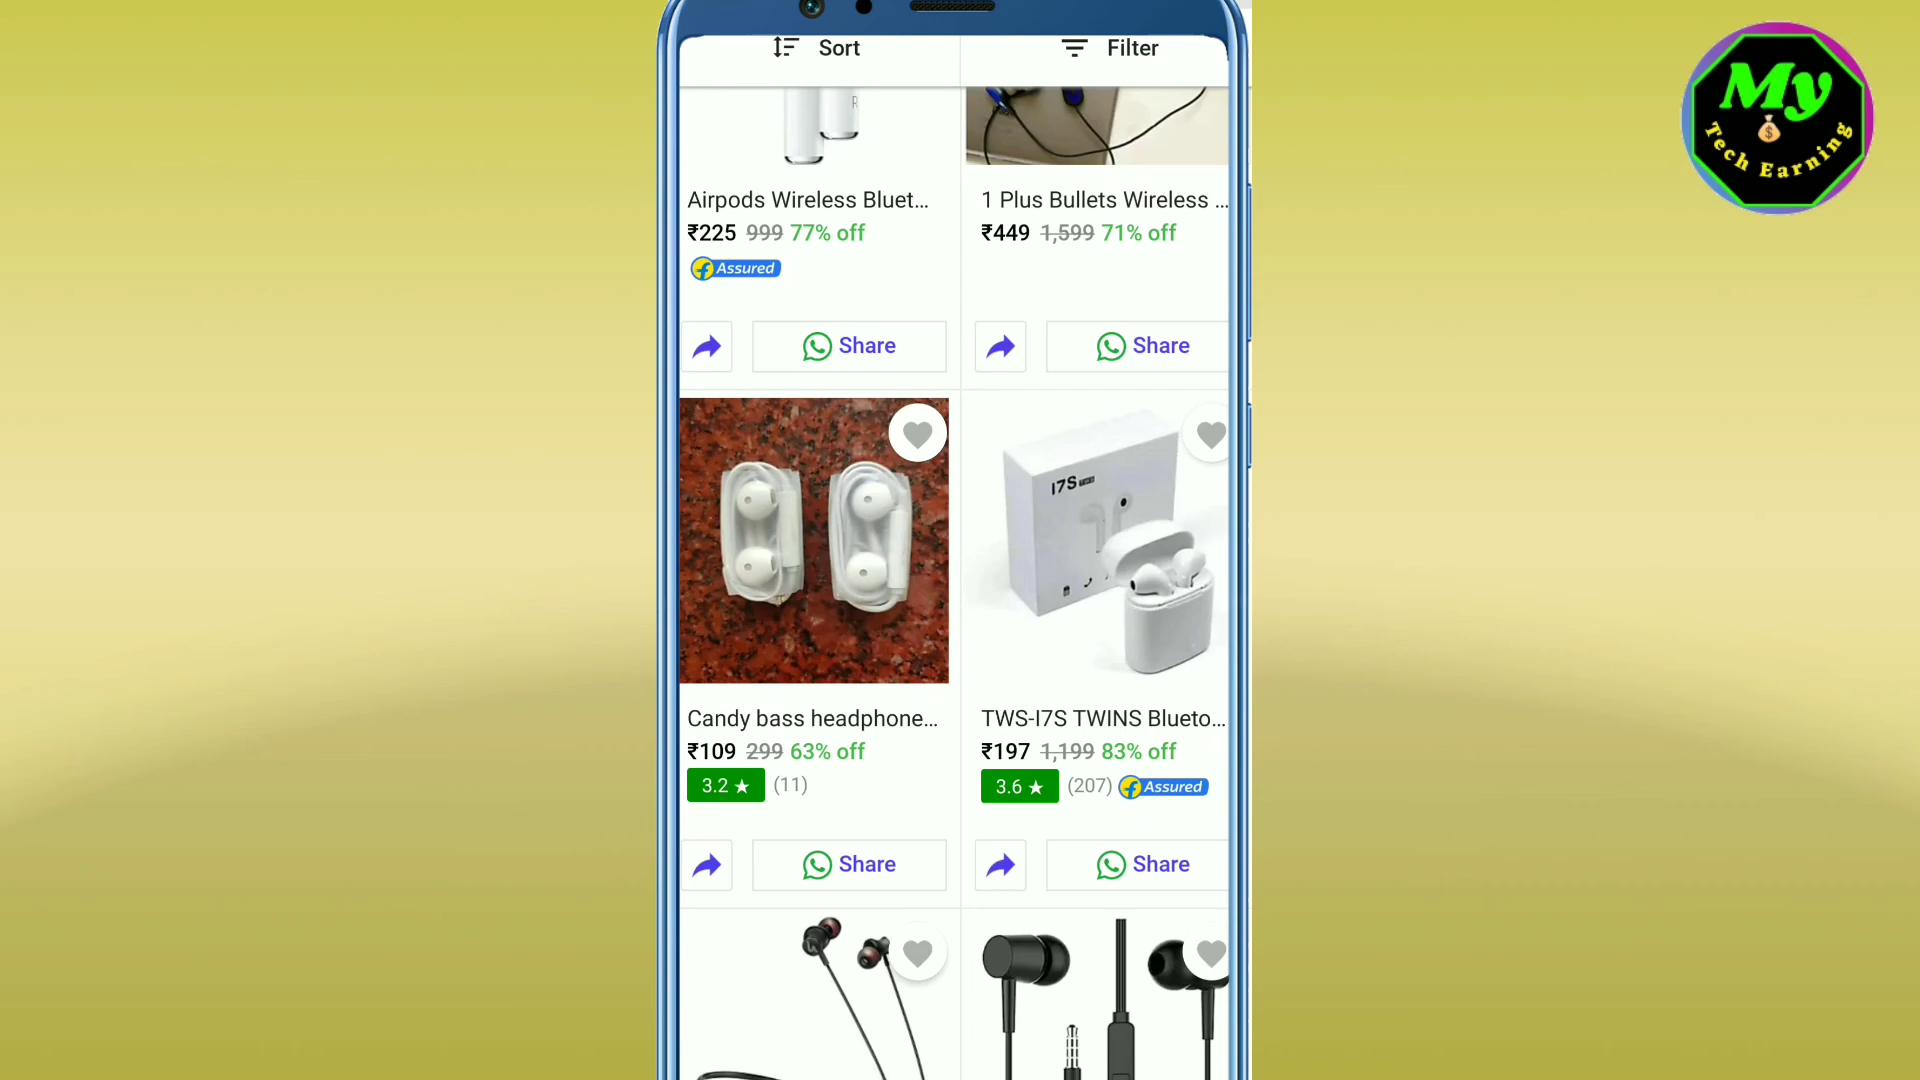 Sort
Filter
R
Airpods Wireless Bluet...
1 Plus Bullets Wireless ...
₹225 999 77% off
₹449 1,599 71% off
f Assured
Share
Share
I7S
Candy bass headphone...
TWS-I7S TWINS Blueto...
₹109 299 63% off
₹197 1,199 83% off
3.2 ★ (11)
3.6 ★ (207) f Assured
Share
Share
My
Tech Earning